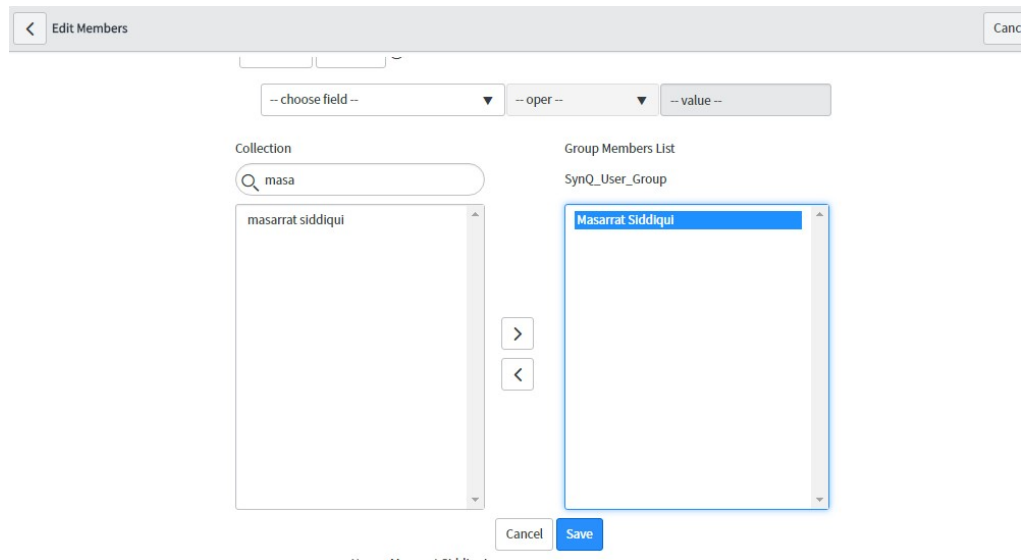 Edit Members
Canc
-- choose field --
-- oper --
-- value --
Collection
Group Members List
masa
SynQ_User_Group
masarrat siddiqui
Masarrat Siddiqui
Cancel
Save